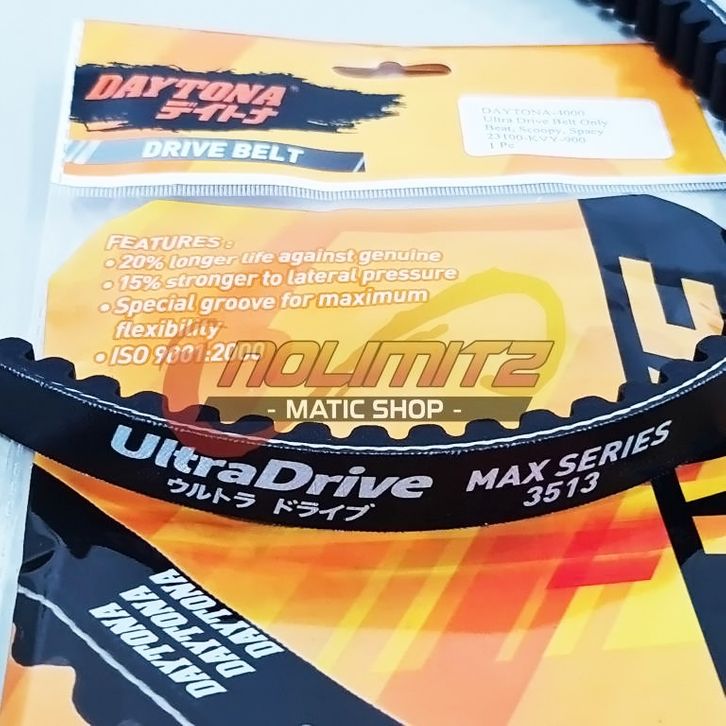 DAYTONA
デイトナ
DRIVE BELT
DAYTONA-4000
Ultra Drive Belt Only
Beat, Scoopy, Spacy
23100-KVY-900
1 Pc
FEATURES :
• 20% longer life against genuine
• 15% stronger to lateral pressure
• Special groove for maximum
flexibility
• ISO 9001:2000
NOLIMITZ
- MATIC SHOP -
UltraDrive
ウルトラ ドライブ
MAX SERIES
3513
DAYTONA
DAYTONA
DAYTONA